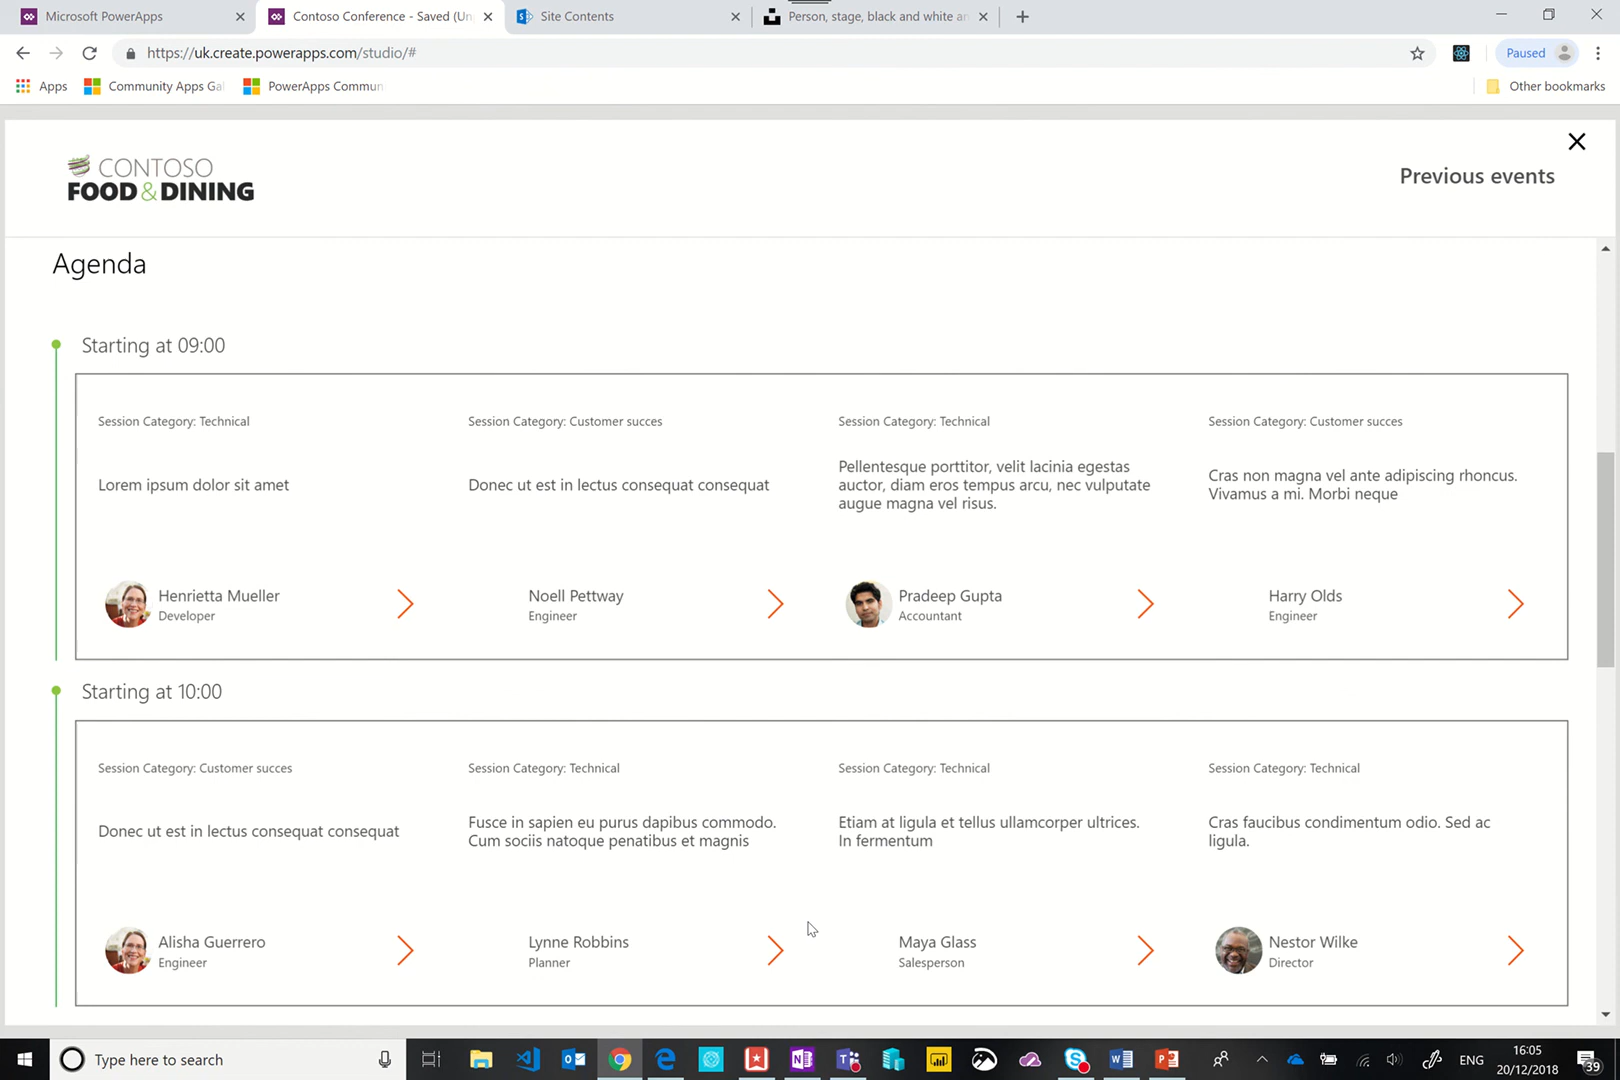 Microsoft PowerApps
Contoso Conference - Saved (Un
Site Contents
Person, stage, black and white a
https://uk.create.powerapps.com/studio/#
Paused
Apps
Community Apps Ga
PowerApps Commun
Other bookmarks
CONTOSO
FOOD & DINING
Previous events
Agenda
Starting at 09:00
Session Category: Technical
Session Category: Customer succes
Session Category: Technical
Session Category: Customer succes
Lorem ipsum dolor sit amet
Donec ut est in lectus consequat consequat
Pellentesque porttitor, velit lacinia egestas
auctor, diam eros tempus arcu, nec vulputate
augue magna vel risus.
Cras non magna vel ante adipiscing rhoncus.
Vivamus a mi. Morbi neque
Henrietta Mueller
Developer
Noell Pettway
Engineer
Pradeep Gupta
Accountant
Harry Olds
Engineer
Starting at 10:00
Session Category: Customer succes
Session Category: Technical
Session Category: Technical
Session Category: Technical
Donec ut est in lectus consequat consequat
Fusce in sapien eu purus dapibus commodo.
Cum sociis natoque penatibus et magnis
Etiam at ligula et tellus ullamcorper ultrices.
In fermentum
Cras faucibus condimentum odio. Sed ac
ligula.
Alisha Guerrero
Engineer
Lynne Robbins
Planner
Maya Glass
Salesperson
Nestor Wilke
Director
Type here to search
ENG
16:05
20/12/2018
39